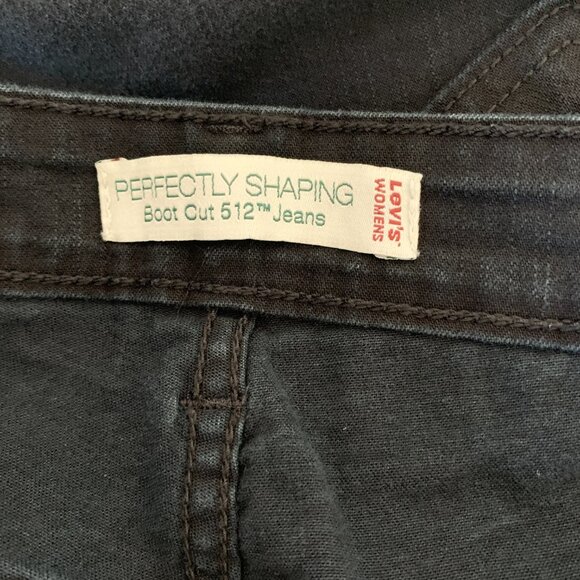 PERFECTLY SHAPING
Boot Cut 512™ Jeans
Levi's
WOMENS